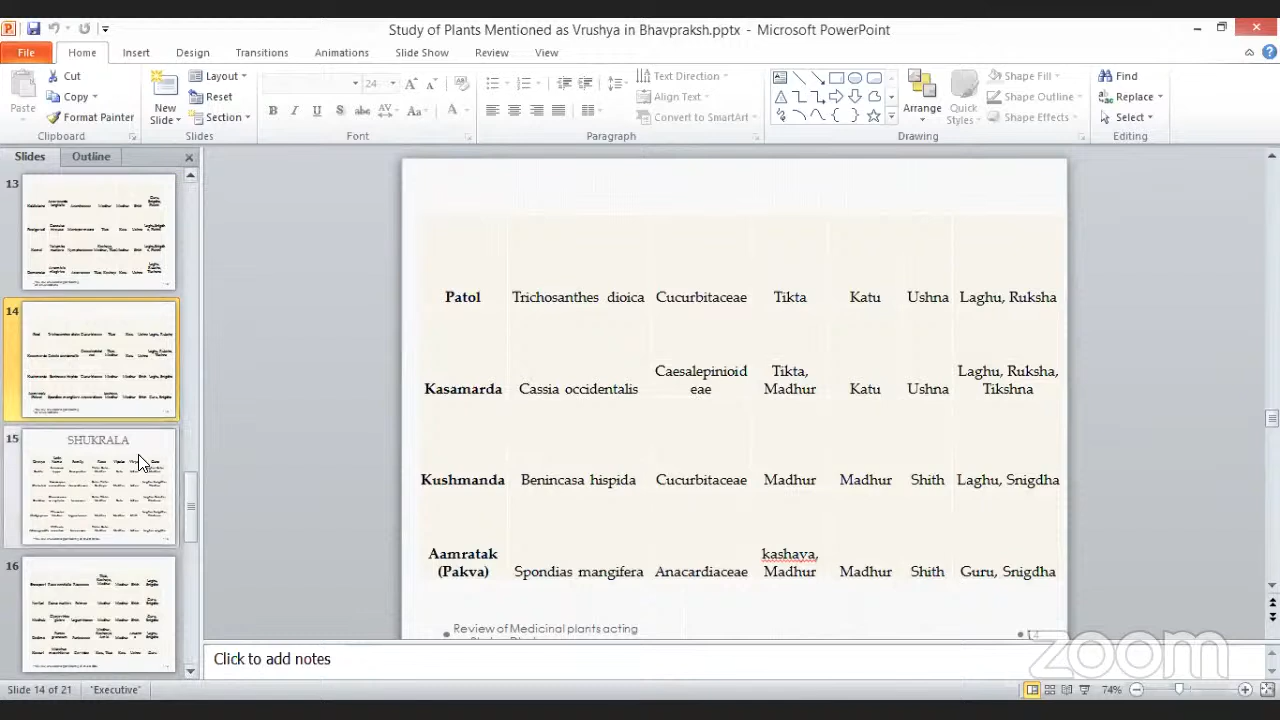 Study of Plants Mentioned as Vrushya in Bhavpraksh.pptx - Microsoft PowerPoint
File Home Insert Design Transitions Animations Slide Show Review View
Paste
Cut
Copy
Format Painter
Clipboard
New Slide
Layout
Reset
Section
Slides
24
Font
Paragraph
Text Direction
Align Text
Convert to SmartArt
Arrange
Quick Styles
Shape Fill
Shape Outline
Shape Effects
Drawing
Find
Replace
Select
Editing
Slides Outline
13
14
15
SHUKRALA
16
Patol Trichosanthes dioica Cucurbitaceae Tikta Katu Ushna Laghu, Ruksha
Kasamarda Cassia occidentalis Caesalepinioid eae Tikta, Madhur Katu Ushna Laghu, Ruksha, Tikshna
Kushmanda Benincasa hispida Cucurbitaceae Madhur Madhur Shith Laghu, Snigdha
Aamratak (Pakva) Spondias mangifera Anacardiaceae kashaya, Madhur Madhur Shith Guru, Snigdha
Review of Medicinal plants acting
zoom
Click to add notes
Slide 14 of 21 "Executive" 74%